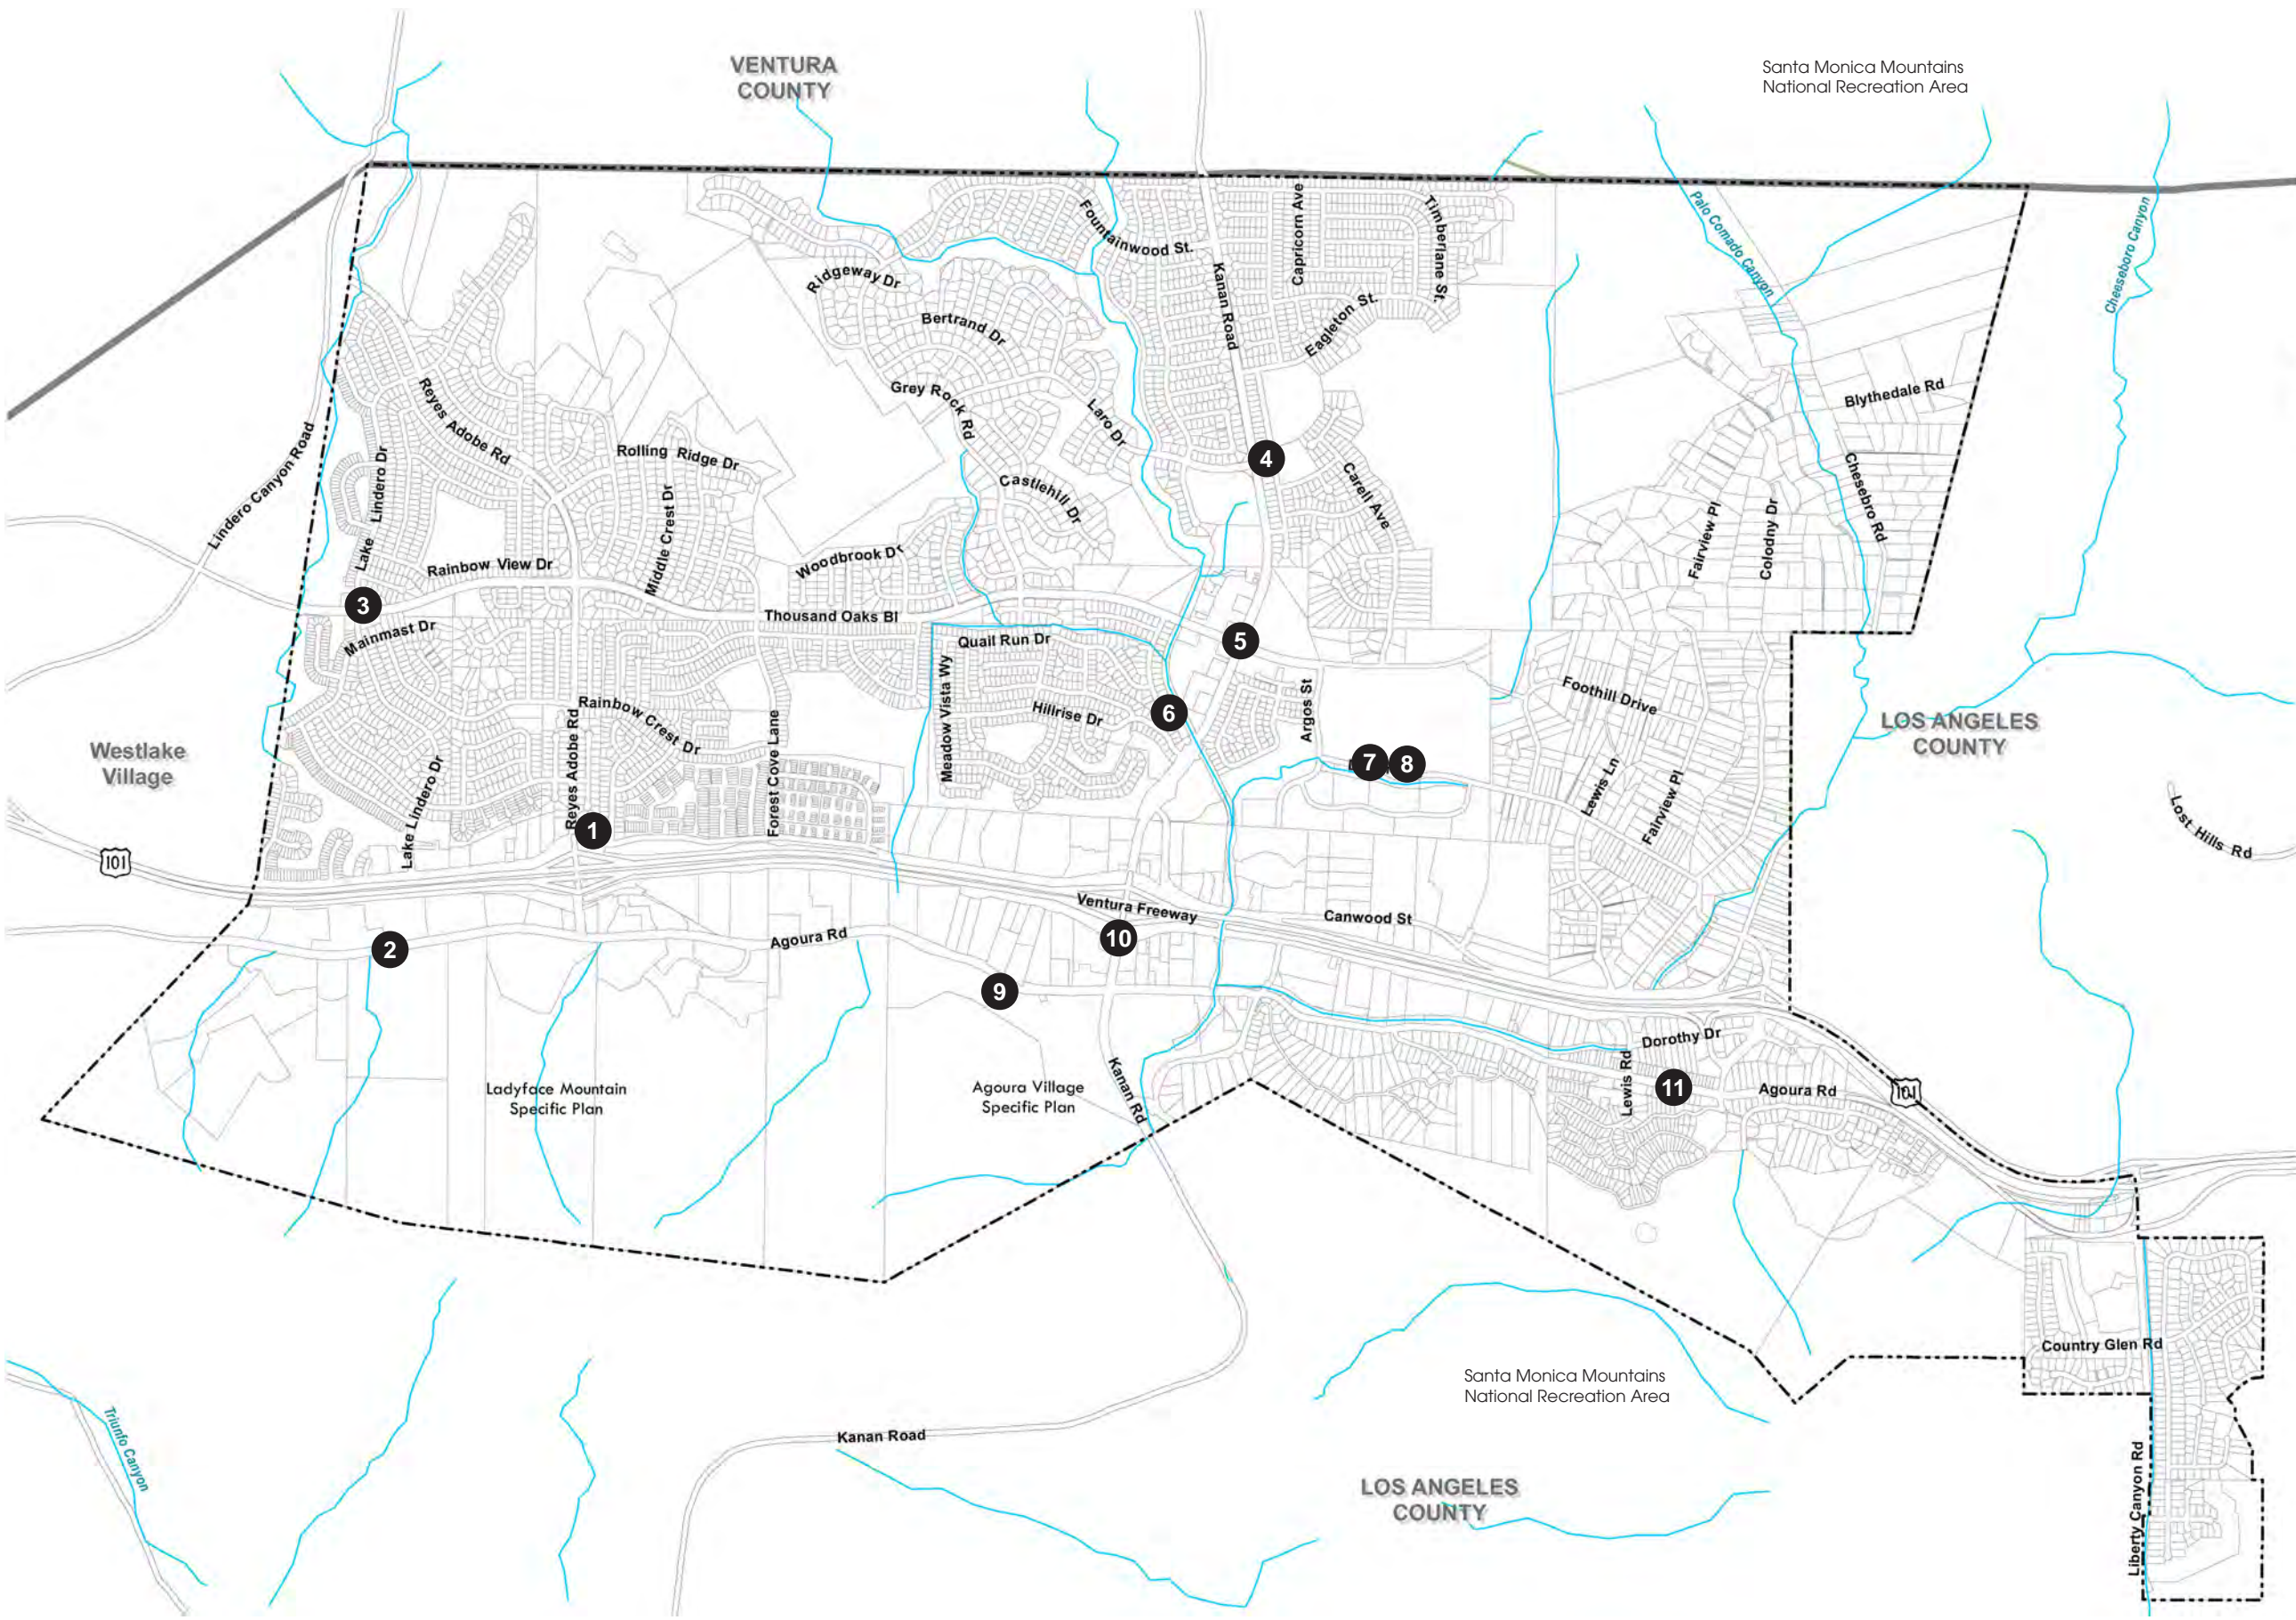 VENTURA
COUNTY
Santa Monica Mountains
National Recreation Area
Palo Comado Canyon
Cheeseboro Canyon
Fountainwood St.
Capricorn Ave
Timberlane St.
Ridgeway Dr
Kanan Road
Bertrand Dr
Eagleton St.
Reyes Adobe Rd
Grey Rock Rd
Laro Dr
Blythedale Rd
Lindero Canyon Road
Lake Lindero Dr
Rolling Ridge Dr
Middle Crest Dr
Castlehill Dr
4
Carell Ave
Fairview Pl
Colodny Dr
Chesebro Rd
Rainbow View Dr
Woodbrook Dr
3
Thousand Oaks Bl
Mainmast Dr
Quail Run Dr
5
Meadow Vista Wy
Hillrise Dr
6
Argos St
Foothill Drive
Rainbow Crest Dr
Reyes Adobe Rd
Forest Cove Lane
LOS ANGELES
COUNTY
Westlake
Village
7
8
Lewis Ln
Fairview Pl
Lake Lindero Dr
1
Lost Hills Rd
101
Ventura Freeway
Canwood St
2
Agoura Rd
10
9
Dorothy Dr
Lewis Rd
11
Agoura Rd
101
Ladyface Mountain
Specific Plan
Agoura Village
Specific Plan
Kanan Rd
Country Glen Rd
Santa Monica Mountains
National Recreation Area
Triunfo Canyon
Kanan Road
LOS ANGELES
COUNTY
Liberty Canyon Rd